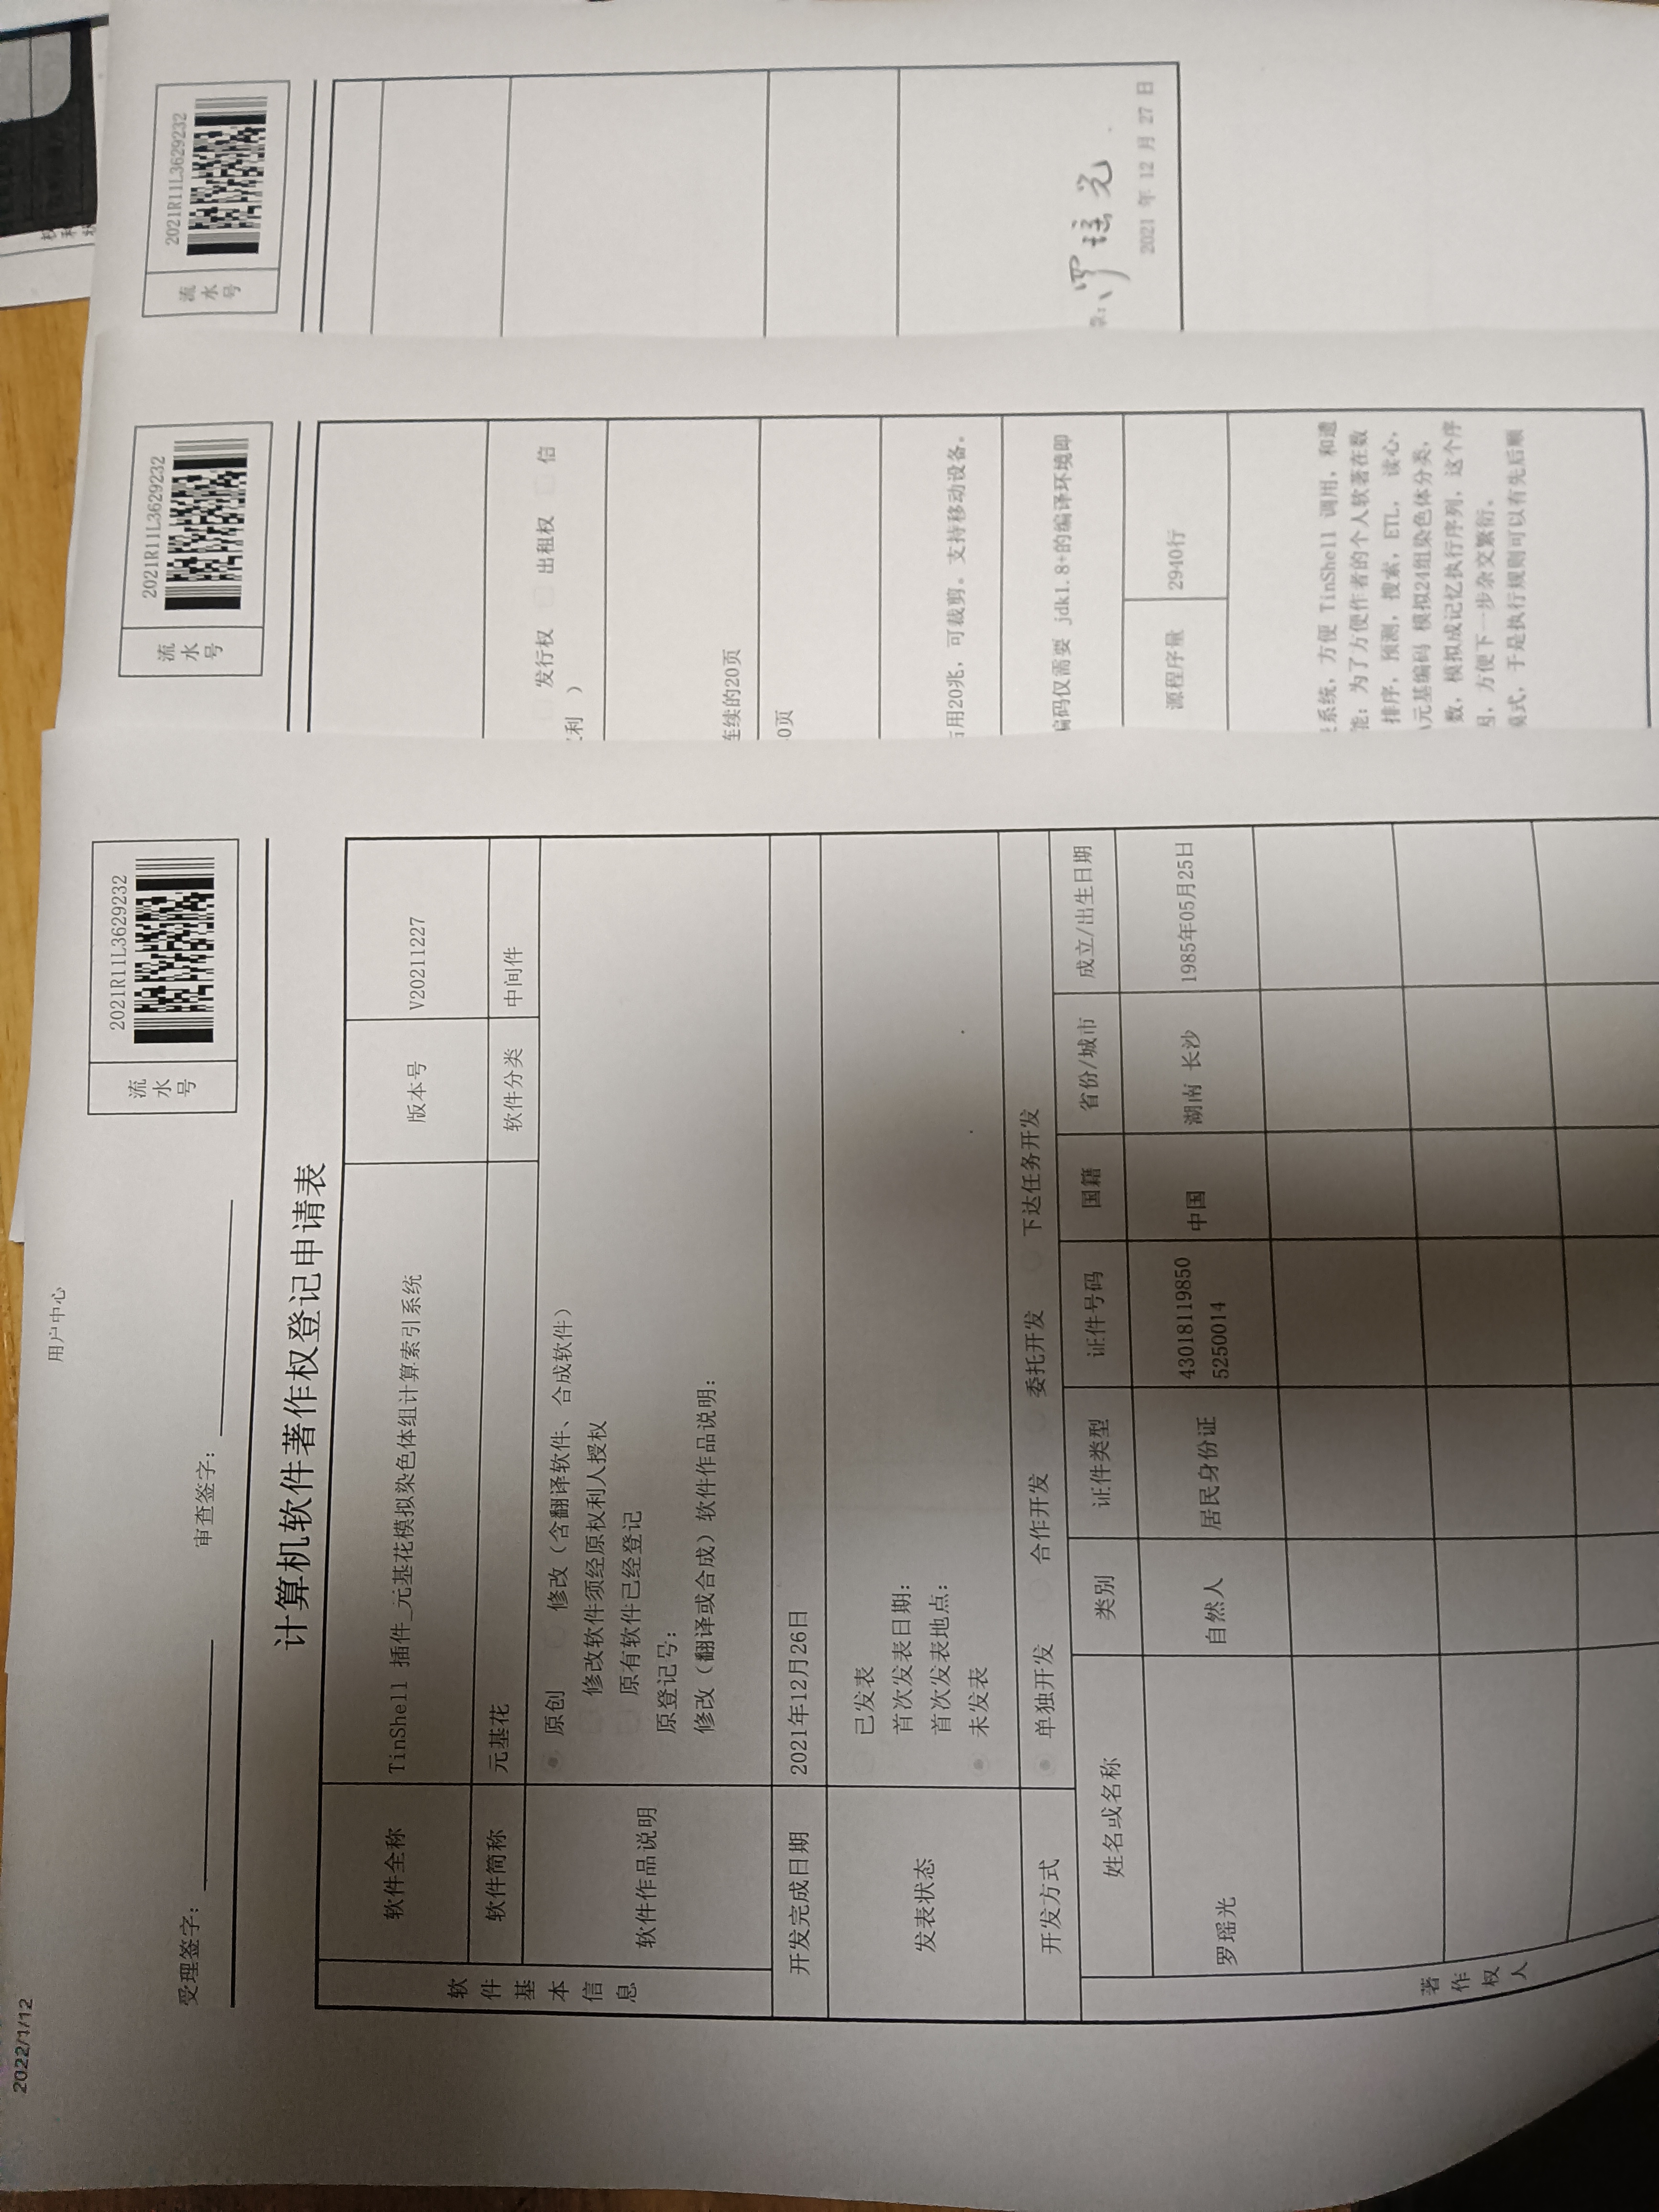 2022/1/12
用户中心
受理签字：
审查签字：
流水号
2021R11L3629232
计算机软件著作权登记申请表
软件基本信息
软件全称
TinShell 插件_元基花模拟染色体组计算索引系统
版本号
V20211227
软件简称
元基花
软件分类
中间件
软件作品说明
原创 修改（含翻译软件、合成软件）
修改软件须经原权利人授权
原有软件已经登记
原登记号：
修改（翻译或合成）软件作品说明：
开发完成日期
2021年12月26日
发表状态
已发表
首次发表日期：
首次发表地点：
未发表
开发方式
单独开发 合作开发 委托开发 下达任务开发
著作权人
姓名或名称 类别 证件类型 证件号码 国籍 省份/城市 成立/出生日期
罗瑶光 自然人 居民身份证 43018119850 中国 湖南 长沙 1985年05月25日
5250014
流水号
2021R11L3629232
发行权 出租权 信
利）
连续的20页
0页
用20兆，可裁剪。支持移动设备。
编码仅需要 jdk1.8+的编译环境即
源程序量 2940行
系统，方便 TinShell 调用，和遗
能：为了方便作者的个人软著在数
排序，预测，搜索，ETL， 读心，
元基编码 模拟24组染色体分类，
数，模拟成记忆执行序列，这个序
因，方便下一步杂交繁衍。
模式，于是执行规则可以有先后顺
流水号
2021R11L3629232
章：罗瑶光
2021 年 12 月 27 日